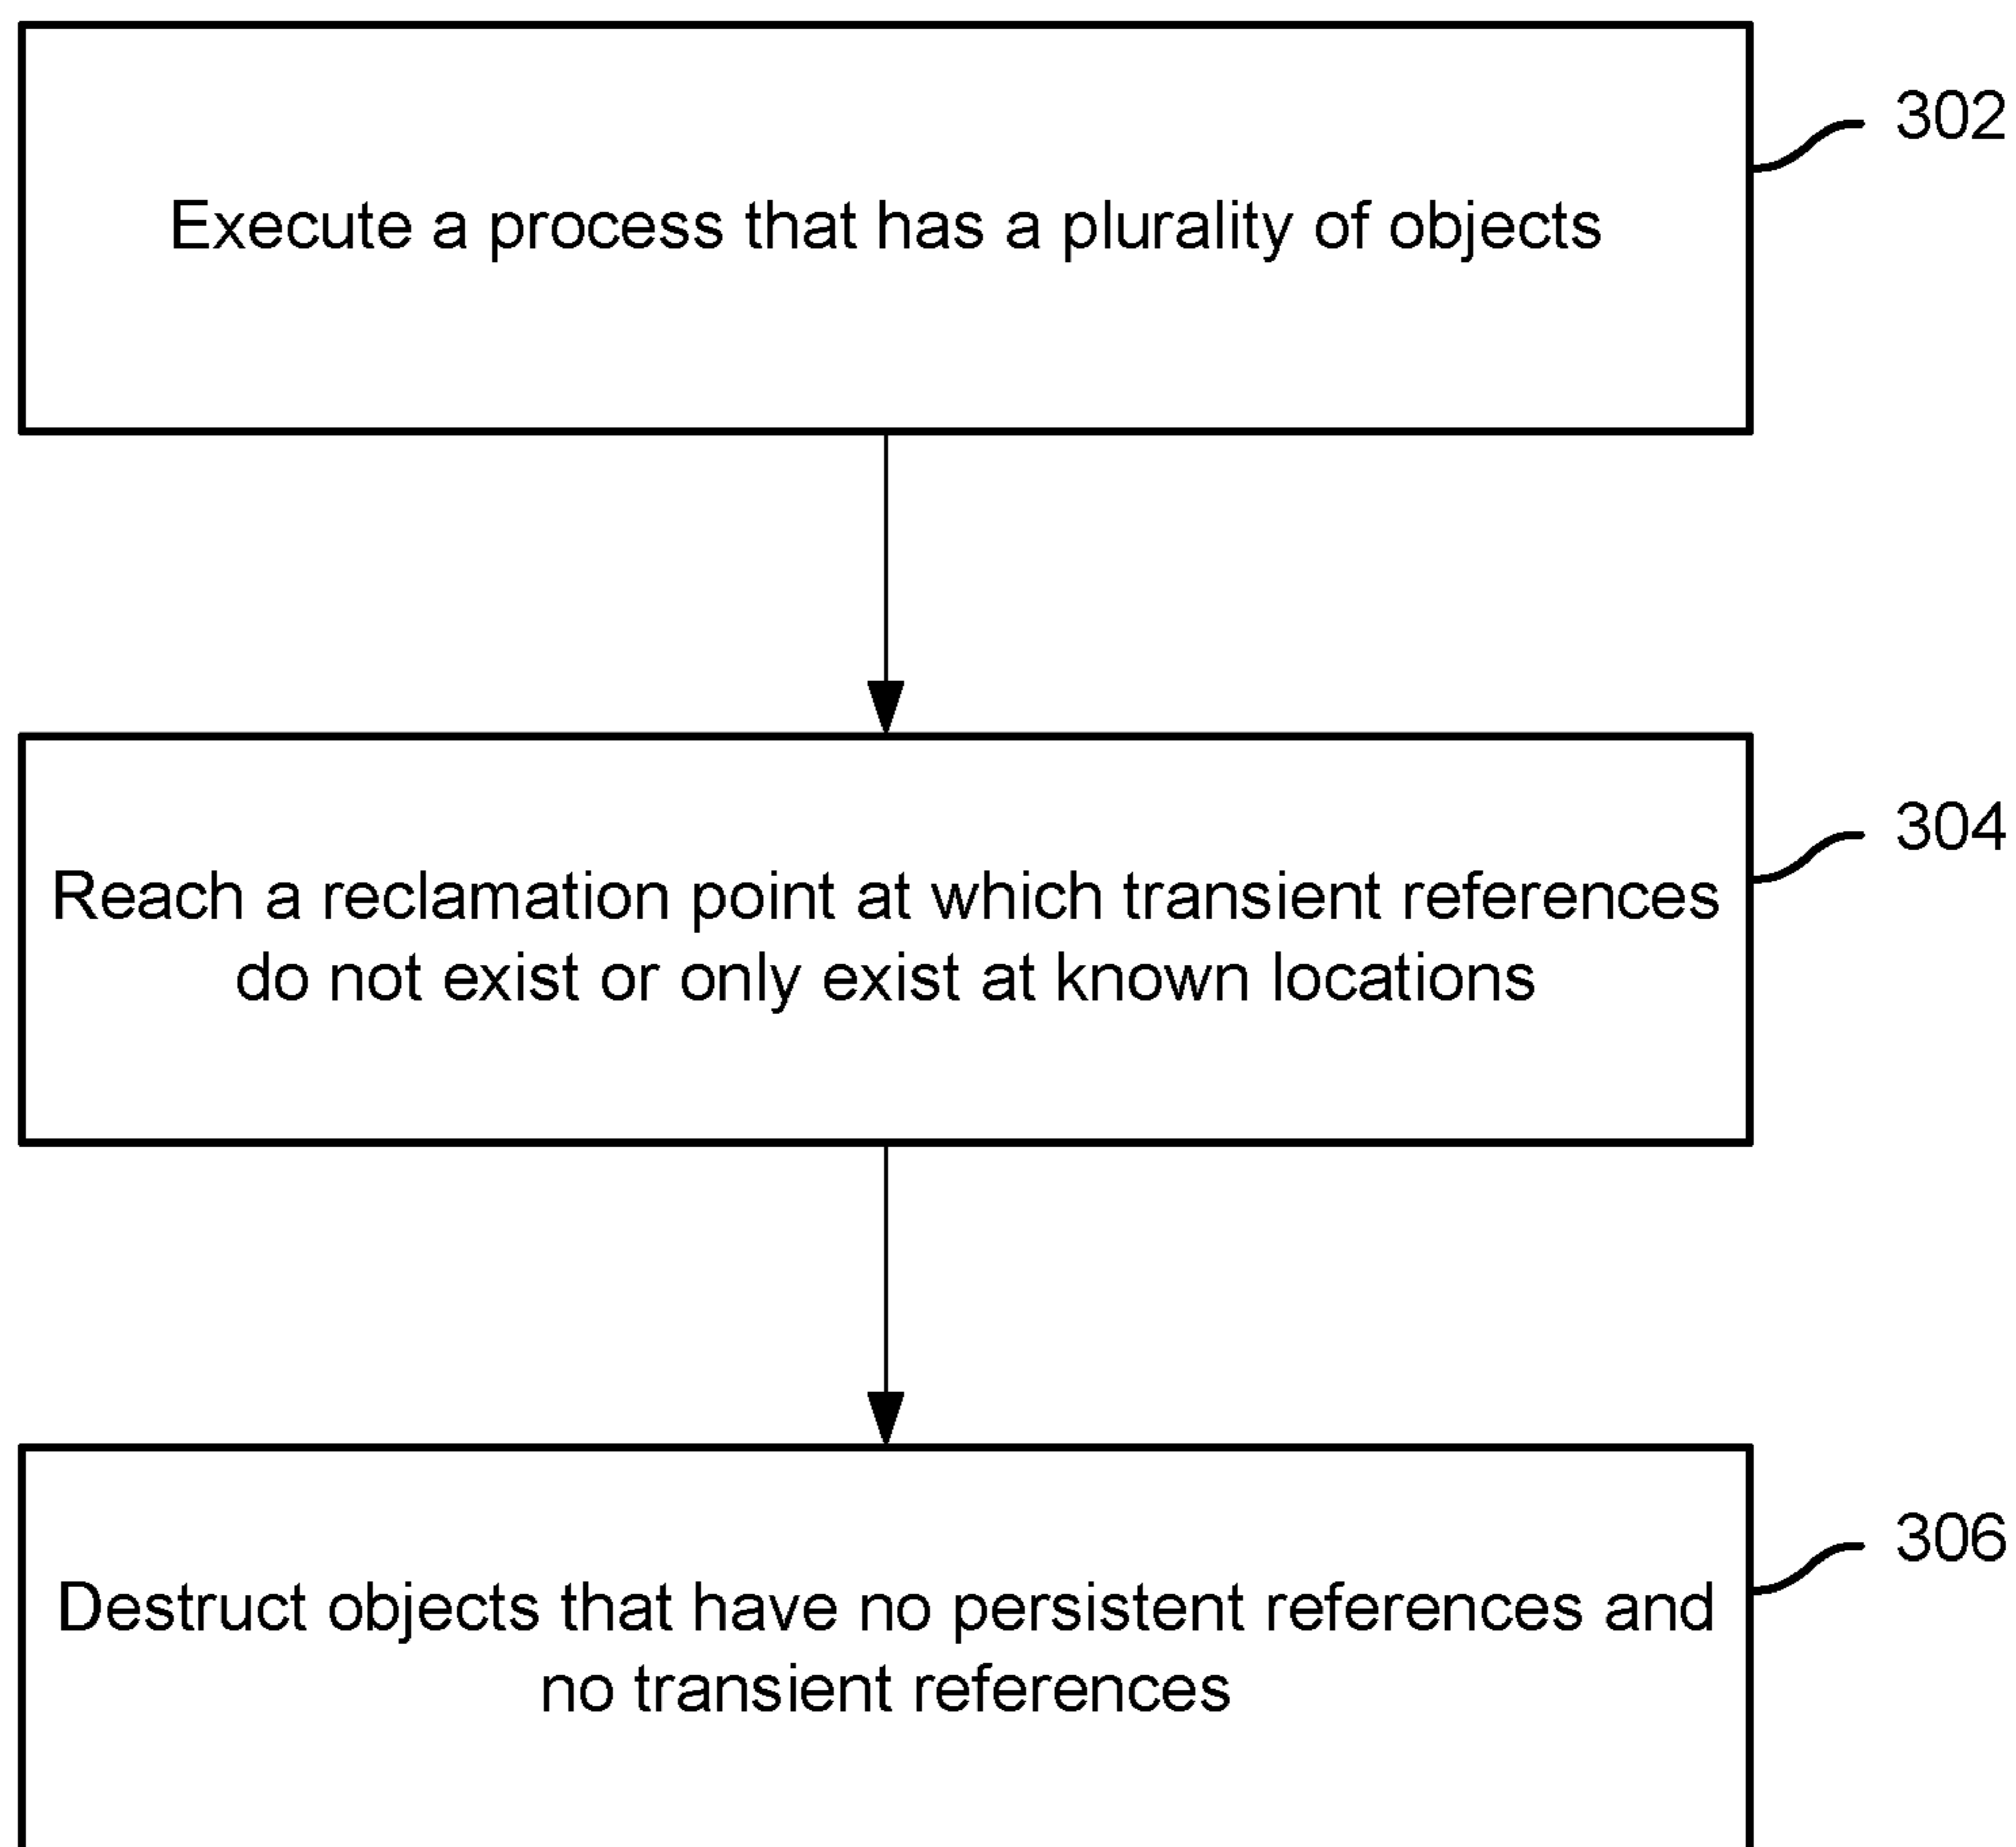 Execute a process that has a plurality of objects
302
Reach a reclamation point at which transient references
do not exist or only exist at known locations
304
Destruct objects that have no persistent references and
no transient references
306